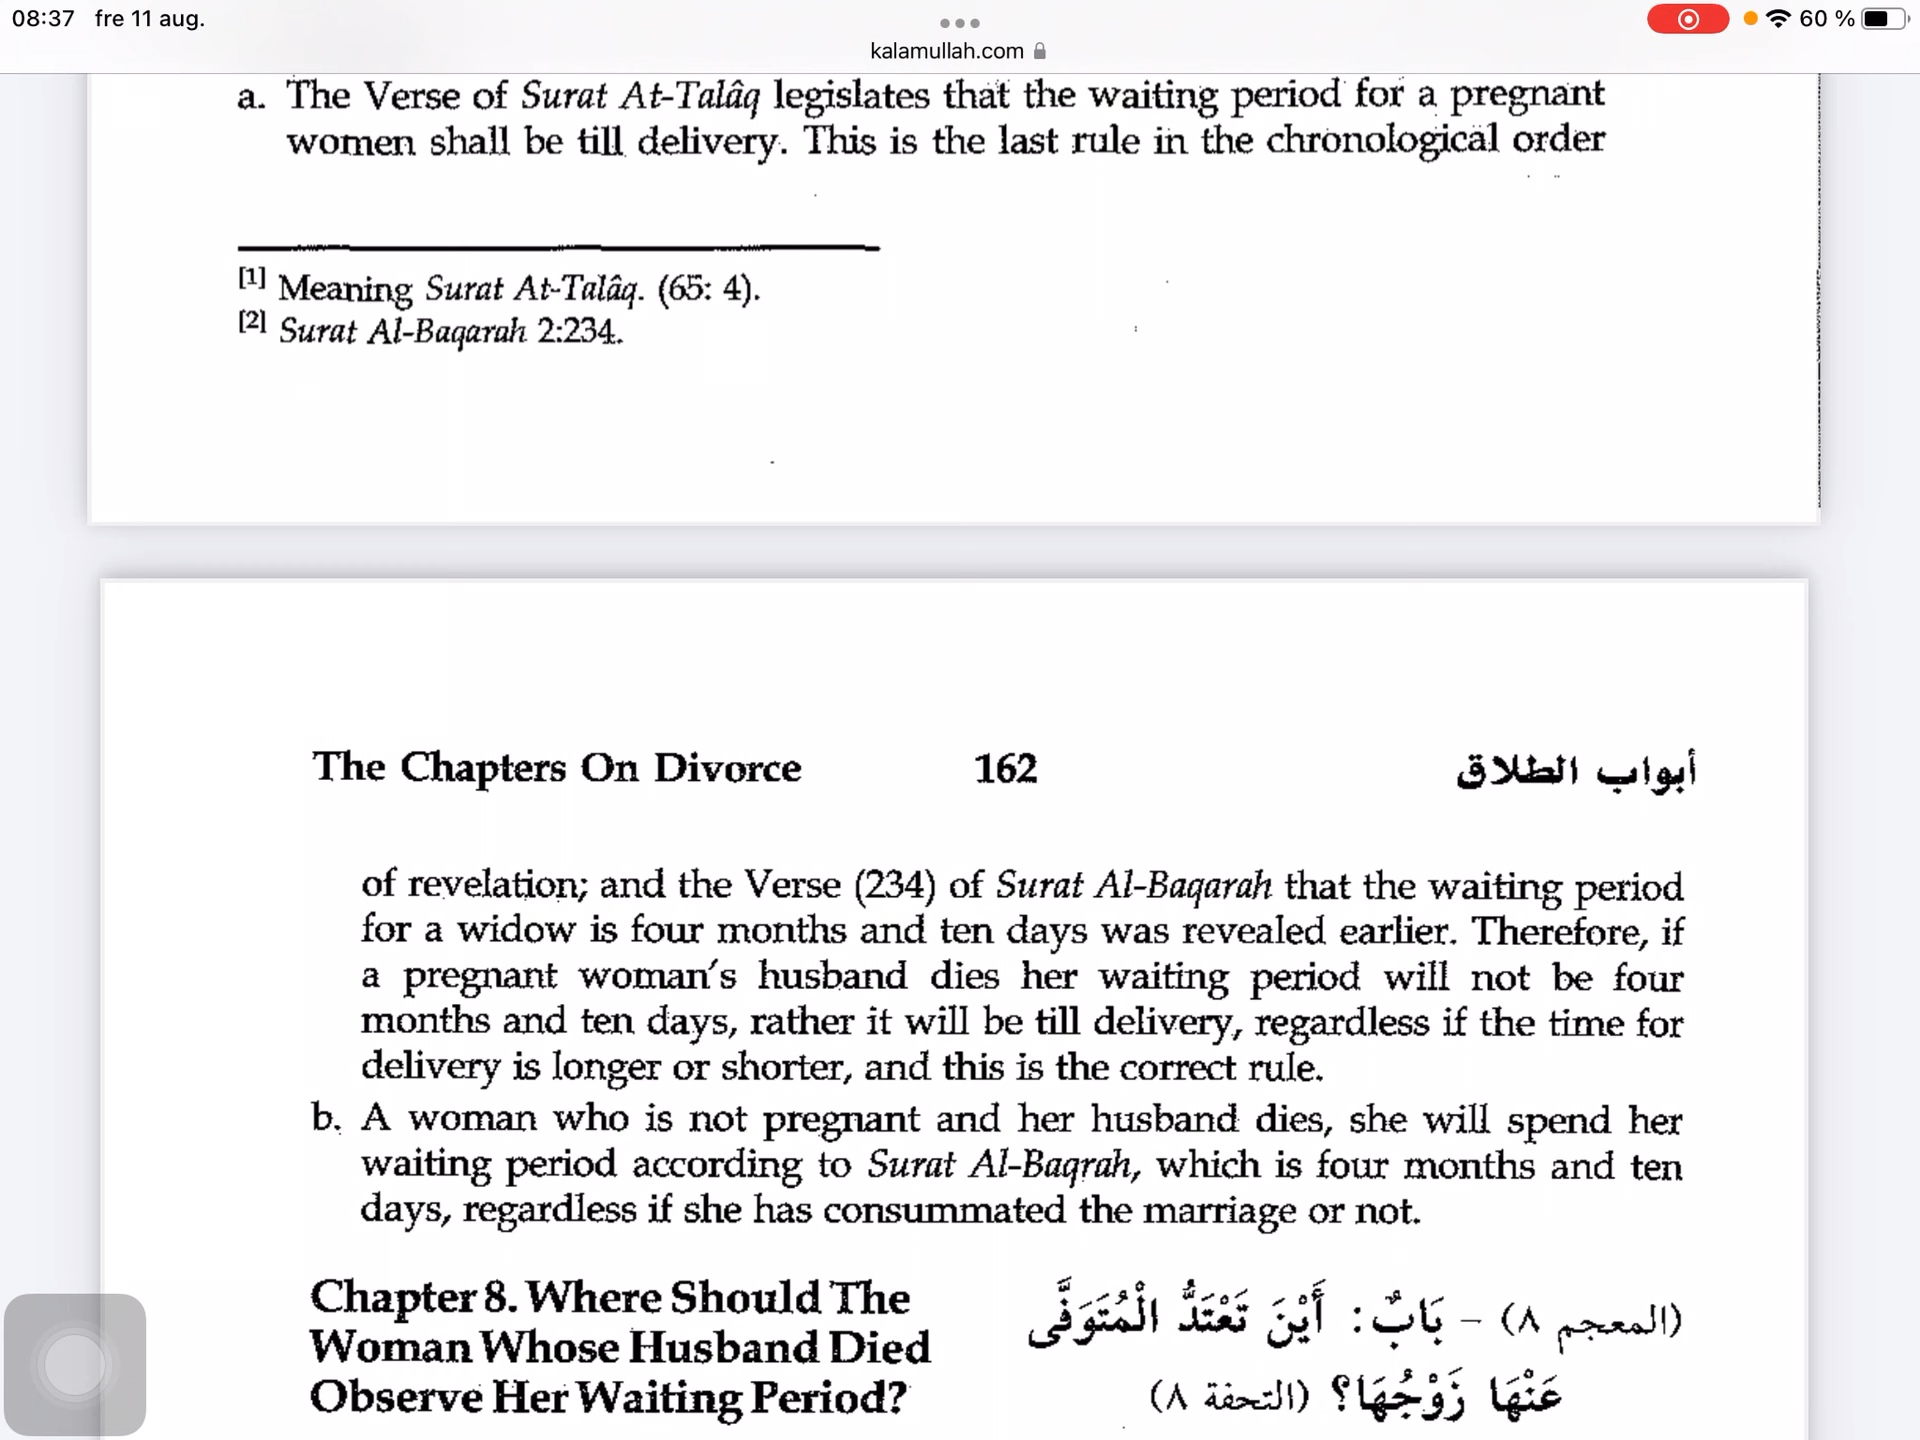 08:37 fre 11 aug.
60 %
kalamullah.com
a. The Verse of Surat At-Talâq legislates that the waiting period for a pregnant
women shall be till delivery. This is the last rule in the chronological order
[1] Meaning Surat At-Talâq. (65: 4).
[2] Surat Al-Baqarah 2:234.
The Chapters On Divorce 162 أبواب الطلاق
of revelation; and the Verse (234) of Surat Al-Baqarah that the waiting period
for a widow is four months and ten days was revealed earlier. Therefore, if
a pregnant woman's husband dies her waiting period will not be four
months and ten days, rather it will be till delivery, regardless if the time for
delivery is longer or shorter, and this is the correct rule.
b. A woman who is not pregnant and her husband dies, she will spend her
waiting period according to Surat Al-Baqrah, which is four months and ten
days, regardless if she has consummated the marriage or not.
Chapter 8. Where Should The
Woman Whose Husband Died
Observe Her Waiting Period?
(المعجم ٨) - بَابٌ: أَيْنَ تَعْتَدُّ الْمُتَوَفَّى
عَنْهَا زَوْجُهَا؟ (التحفة ٨)